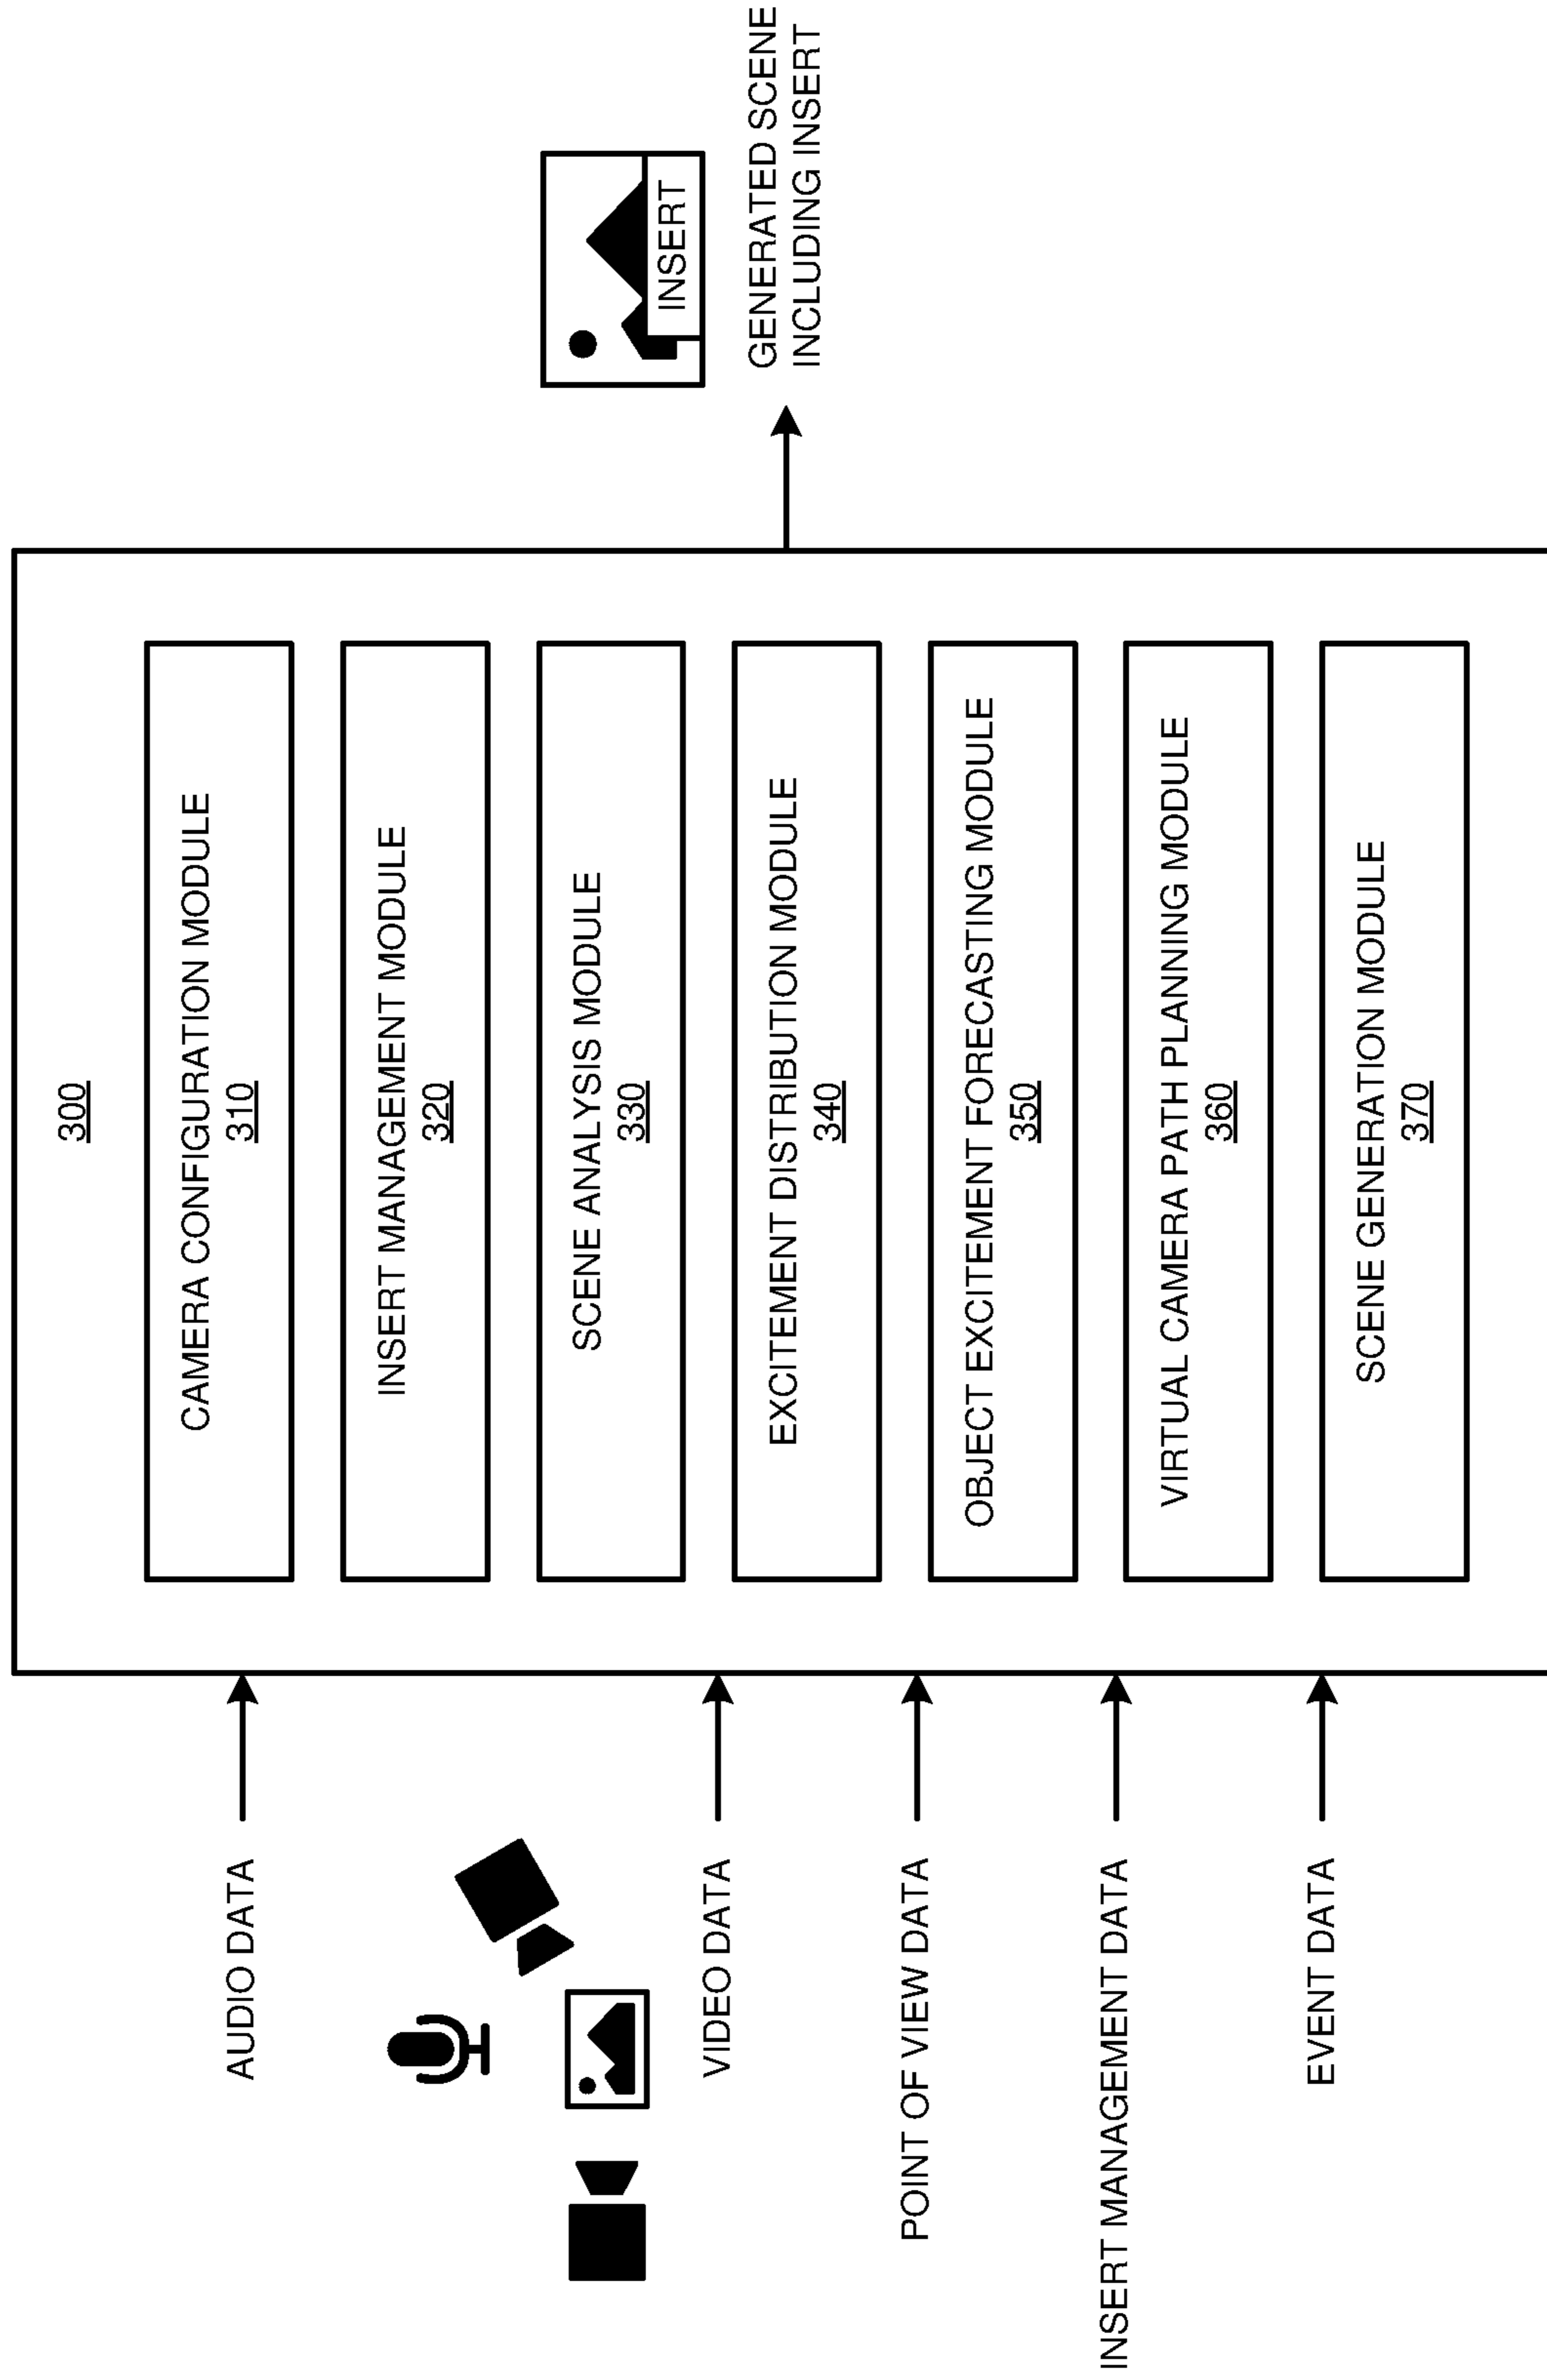 AUDIO DATA
VIDEO DATA
POINT OF VIEW DATA
INSERT MANAGEMENT DATA
EVENT DATA
300
CAMERA CONFIGURATION MODULE
310
INSERT MANAGEMENT MODULE
320
SCENE ANALYSIS MODULE
330
EXCITEMENT DISTRIBUTION MODULE
340
OBJECT EXCITEMENT FORECASTING MODULE
350
VIRTUAL CAMERA PATH PLANNING MODULE
360
SCENE GENERATION MODULE
370
INSERT
GENERATED SCENE
INCLUDING INSERT